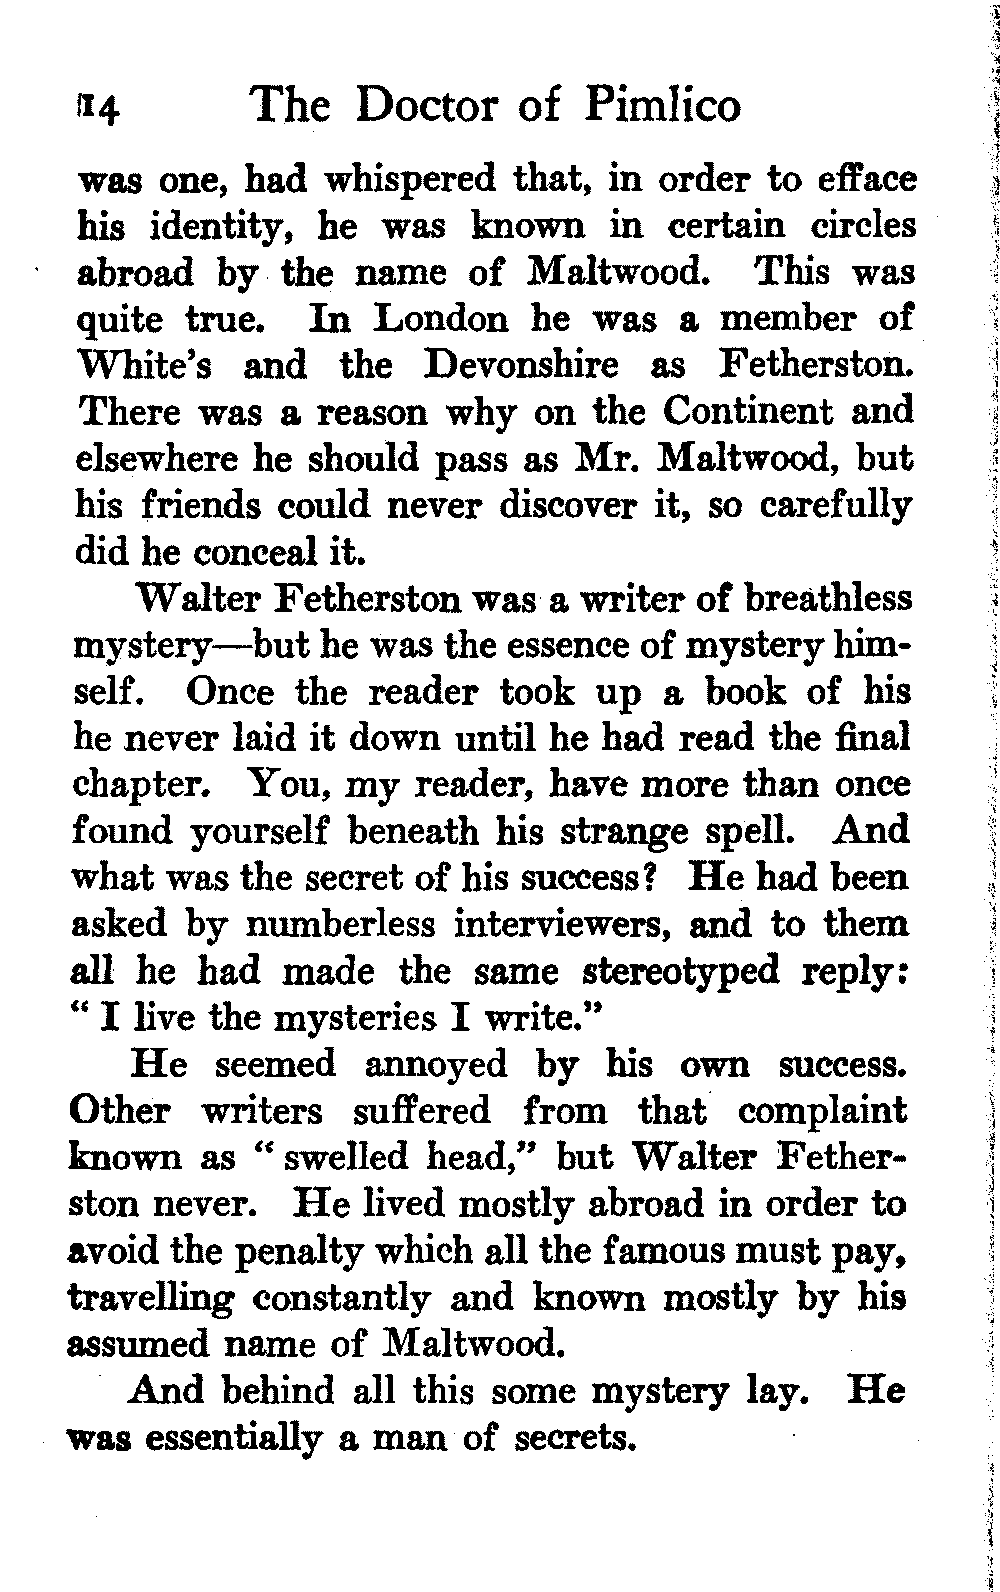 14 The Doctor of Pimlico
was one, had whispered that, in order to efface
his identity, he was known in certain circles
abroad by the name of Maltwood. This was
quite true. In London he was a member of
White's and the Devonshire as Fetherston.
There was a reason why on the Continent and
elsewhere he should pass as Mr. Maltwood, but
his friends could never discover it, so carefully
did he conceal it.
Walter Fetherston was a writer of breathless
mystery—but he was the essence of mystery him-
self. Once the reader took up a book of his
he never laid it down until he had read the final
chapter. You, my reader, have more than once
found yourself beneath his strange spell. And
what was the secret of his success? He had been
asked by numberless interviewers, and to them
all he had made the same stereotyped reply:
“ I live the mysteries I write.”
He seemed annoyed by his own success.
Other writers suffered from that complaint
known as “ swelled head,” but Walter Fether-
ston never. He lived mostly abroad in order to
avoid the penalty which all the famous must pay,
travelling constantly and known mostly by his
assumed name of Maltwood.
And behind all this some mystery lay. He
was essentially a man of secrets.